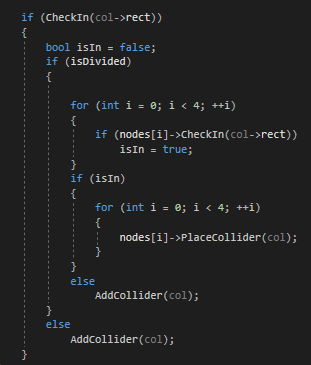 if (CheckIn(col->rect))
{
    bool isIn = false;
    if (isDivided)
    {

        for (int i = 0; i < 4; ++i)
        {
            if (nodes[i]->CheckIn(col->rect))
                isIn = true;
        }
        if (isIn)
        {
            for (int i = 0; i < 4; ++i)
            {
                nodes[i]->PlaceCollider(col);
            }
        }
        else
            AddCollider(col);
    }
    else
        AddCollider(col);
}